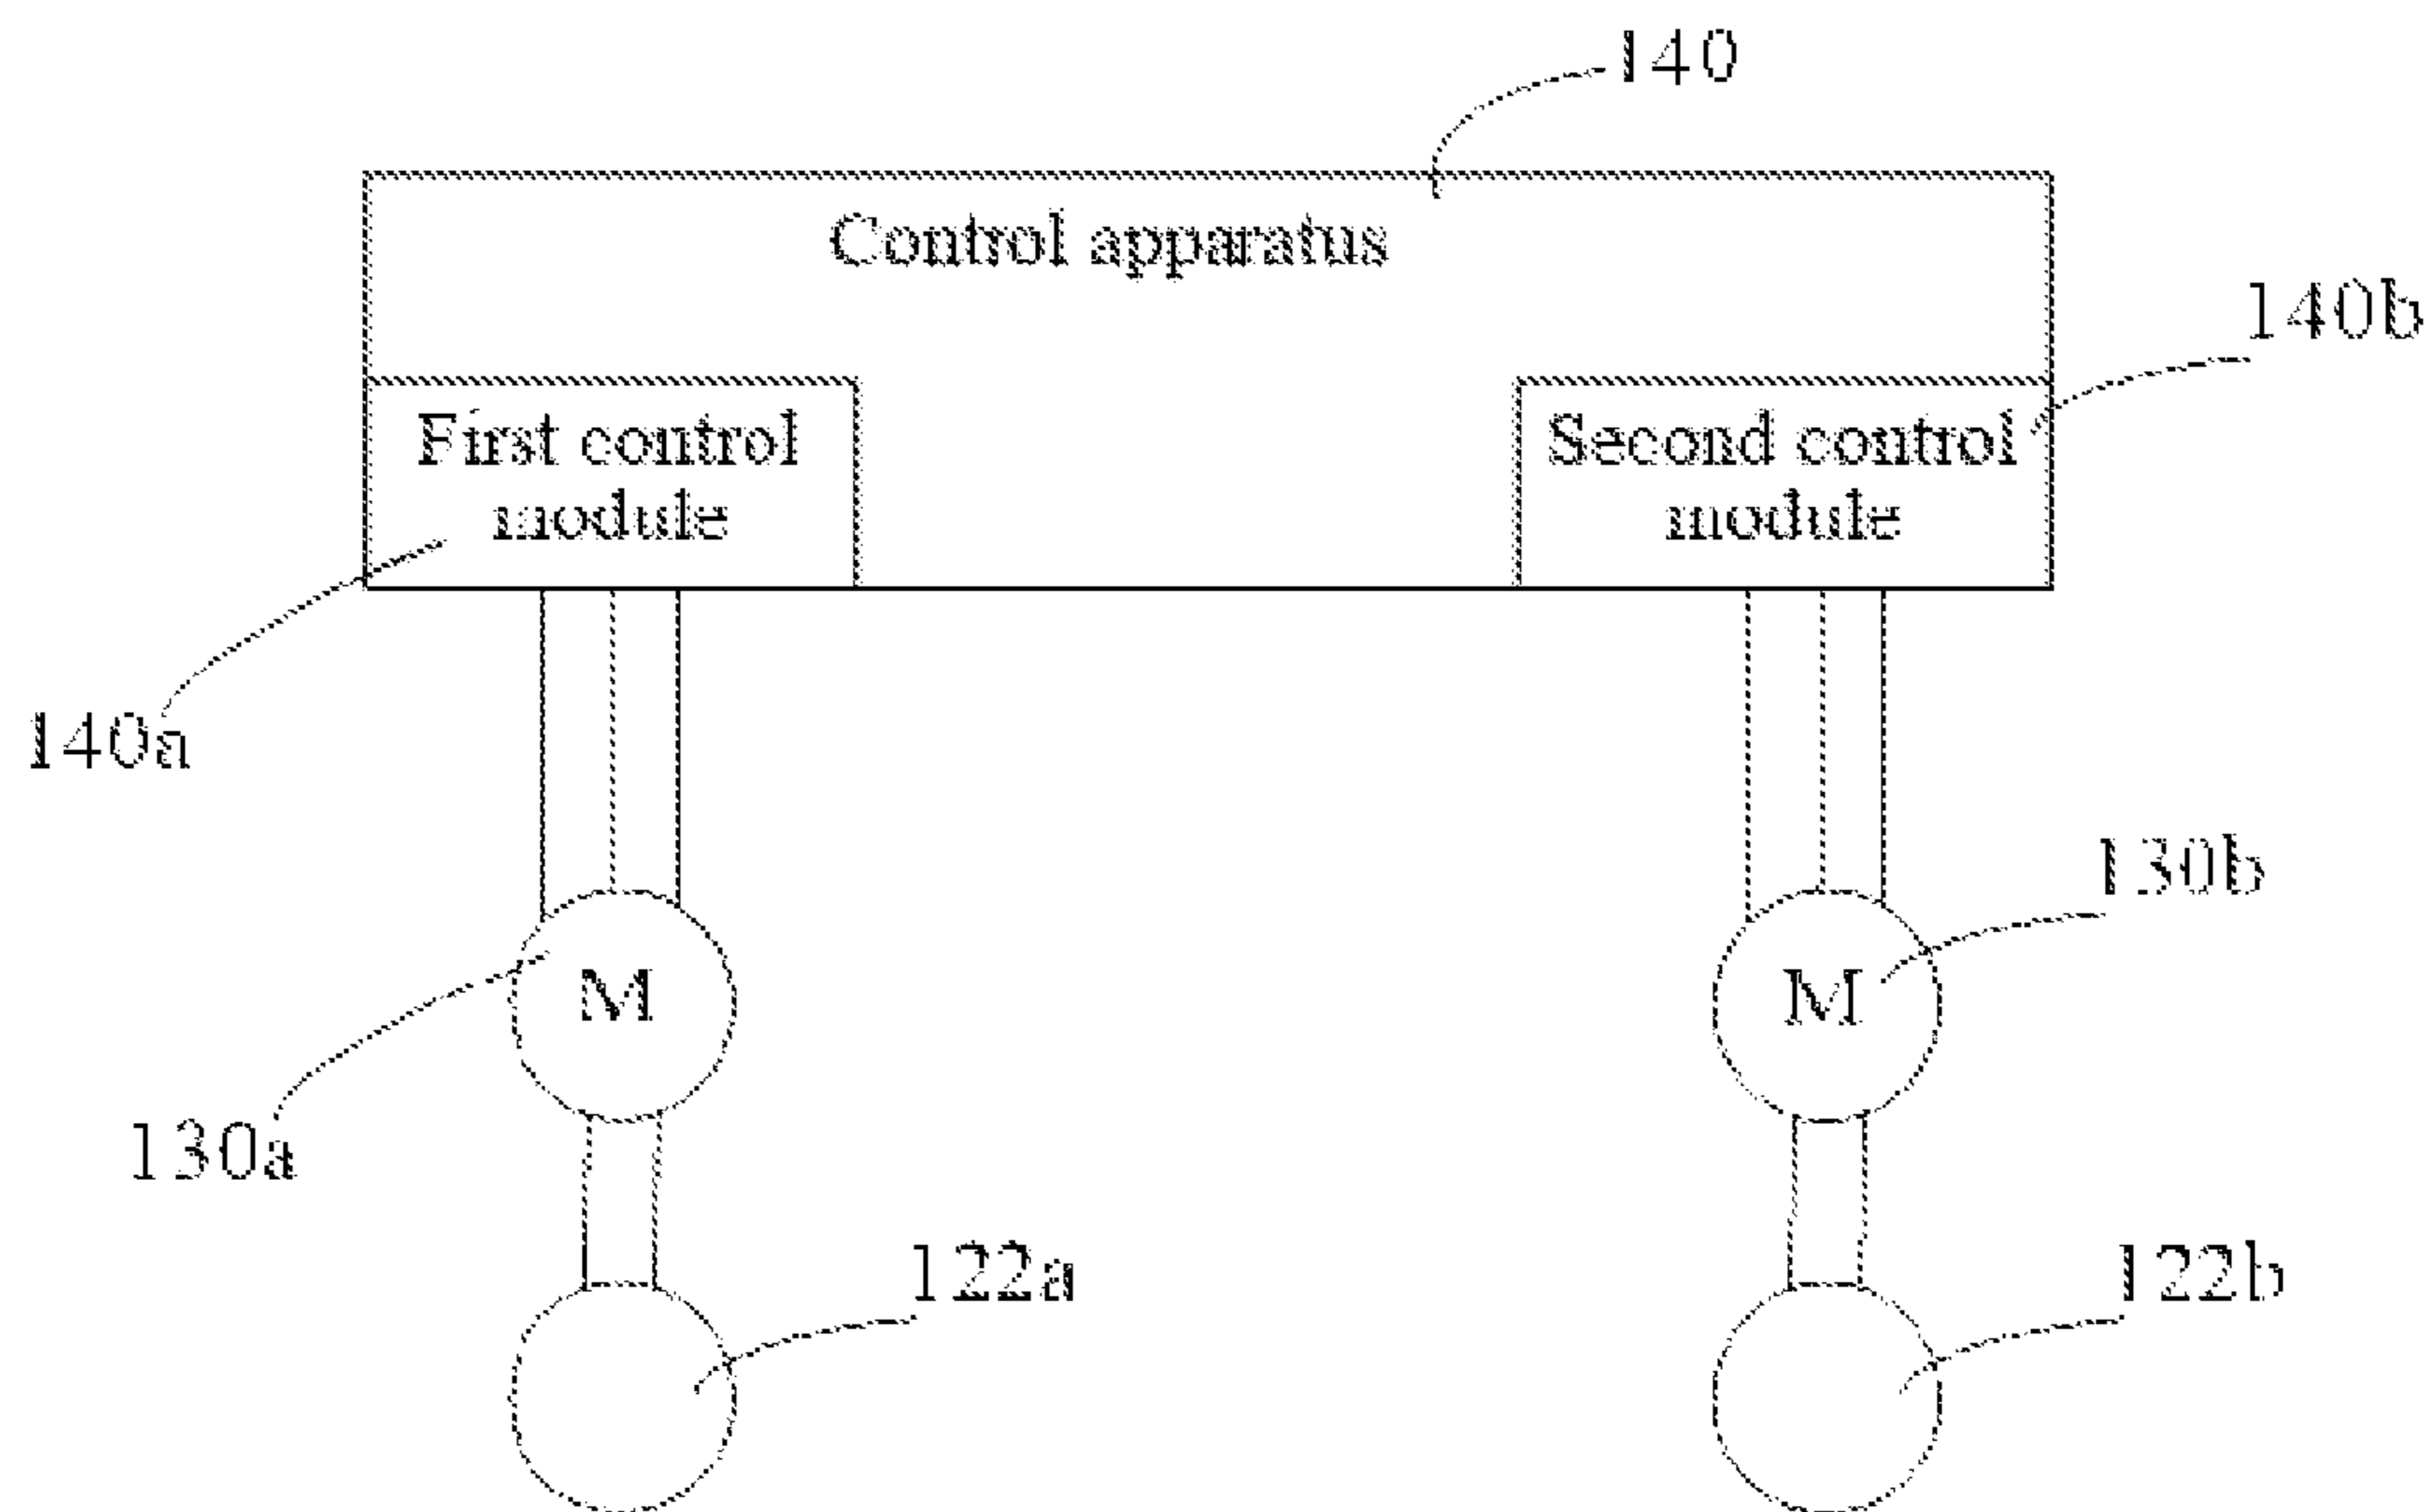 140
Control apparatus
140b
First control
module
Second control
module
140a
130b
M
M
130a
122a
122b